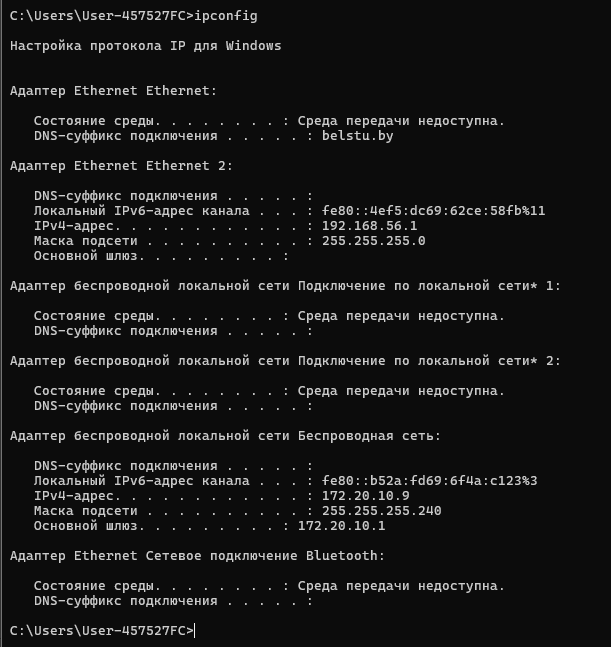 C:\Users\User-457527FC>ipconfig
Настройка протокола IP для Windows
Адаптер Ethernet Ethernet:
Состояние среды. . . . . . . . : Среда передачи недоступна.
DNS-суффикс подключения . . . . . : belstu.by
Адаптер Ethernet Ethernet 2:
DNS-суффикс подключения . . . . . :
Локальный IPv6-адрес канала . . . : fe80::4ef5:dc69:62ce:58fb%11
IPv4-адрес. . . . . . . . . . . . : 192.168.56.1
Маска подсети . . . . . . . . . . : 255.255.255.0
Основной шлюз. . . . . . . . . :
Адаптер беспроводной локальной сети Подключение по локальной сети* 1:
Состояние среды. . . . . . . . : Среда передачи недоступна.
DNS-суффикс подключения . . . . . :
Адаптер беспроводной локальной сети Подключение по локальной сети* 2:
Состояние среды. . . . . . . . : Среда передачи недоступна.
DNS-суффикс подключения . . . . . :
Адаптер беспроводной локальной сети Беспроводная сеть:
DNS-суффикс подключения . . . . . :
Локальный IPv6-адрес канала . . . : fe80::b52a:fd69:6f4a:c123%3
IPv4-адрес. . . . . . . . . . . . : 172.20.10.9
Маска подсети . . . . . . . . . . : 255.255.255.240
Основной шлюз. . . . . . . . . : 172.20.10.1
Адаптер Ethernet Сетевое подключение Bluetooth:
Состояние среды. . . . . . . . : Среда передачи недоступна.
DNS-суффикс подключения . . . . . :
C:\Users\User-457527FC>